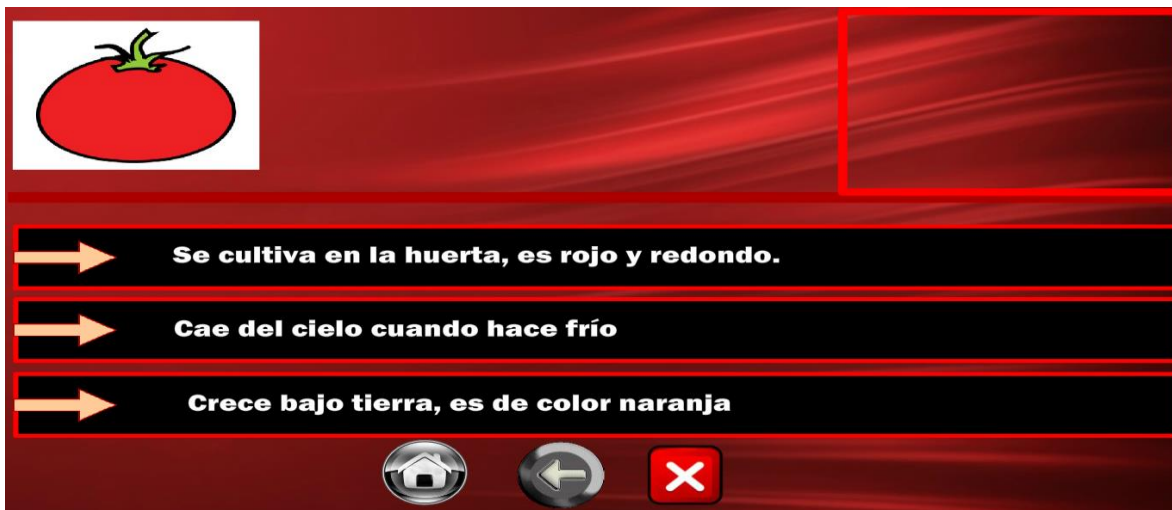 Se cultiva en la huerta, es rojo y redondo.
Cae del cielo cuando hace frío
Crece bajo tierra, es de color naranja